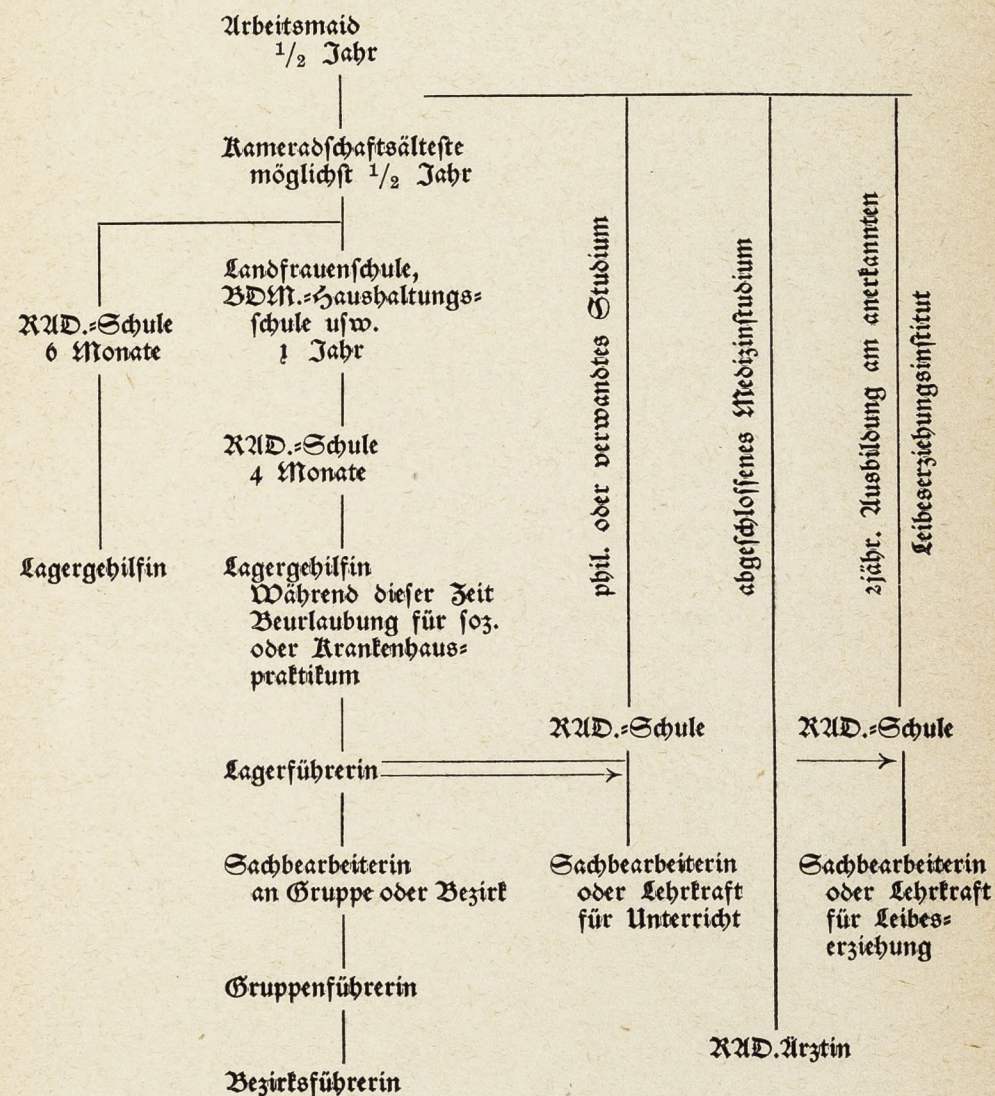 Arbeitsmaid
1/2 Jahr
Kameradschaftsälteste
möglichst 1/2 Jahr
RAD.-Schule
6 Monate
Lagergehilfin
Landfrauenschule,
BDM.-Haushaltungs-
schule usw.
1 Jahr
RAD.-Schule
4 Monate
Lagergehilfin
Während dieser Zeit
Beurlaubung für soz.
oder Krankenhaus-
praktikum
Lagerführerin
Sachbearbeiterin
an Gruppe oder Bezirk
Gruppenführerin
Bezirksführerin
phil. oder verwandtes Studium
RAD.-Schule
Sachbearbeiterin
oder Lehrkraft
für Unterricht
abgeschlossenes Medizinstudium
RAD.Ärztin
2jähr. Ausbildung am anerkannten
Leibeserziehungsinstitut
RAD.-Schule
Sachbearbeiterin
oder Lehrkraft
für Leibes-
erziehung